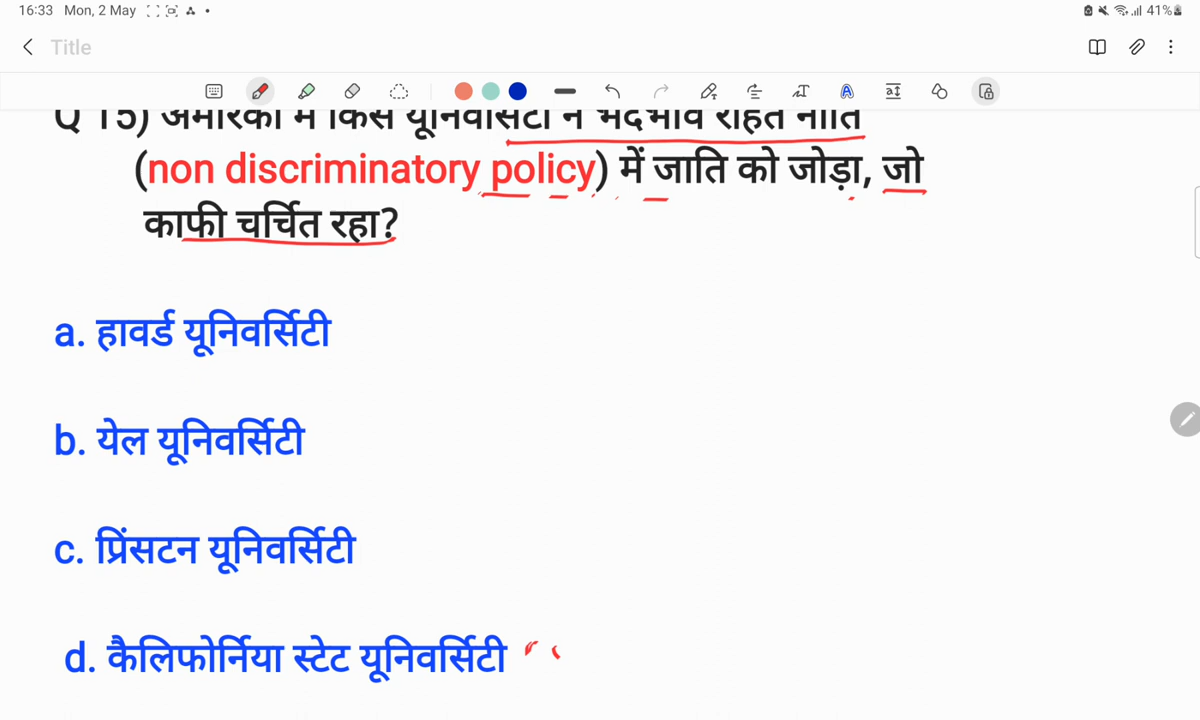 16:33 Mon, 2 May
41%
Title
Q 15) अमेरिका में किस यूनिवर्सिटी ने भेदभाव रहित नीति
(non discriminatory policy) में जाति को जोड़ा, जो
काफी चर्चित रहा?
a. हावर्ड यूनिवर्सिटी
b. येल यूनिवर्सिटी
c. प्रिंसटन यूनिवर्सिटी
d. कैलिफोर्निया स्टेट यूनिवर्सिटी